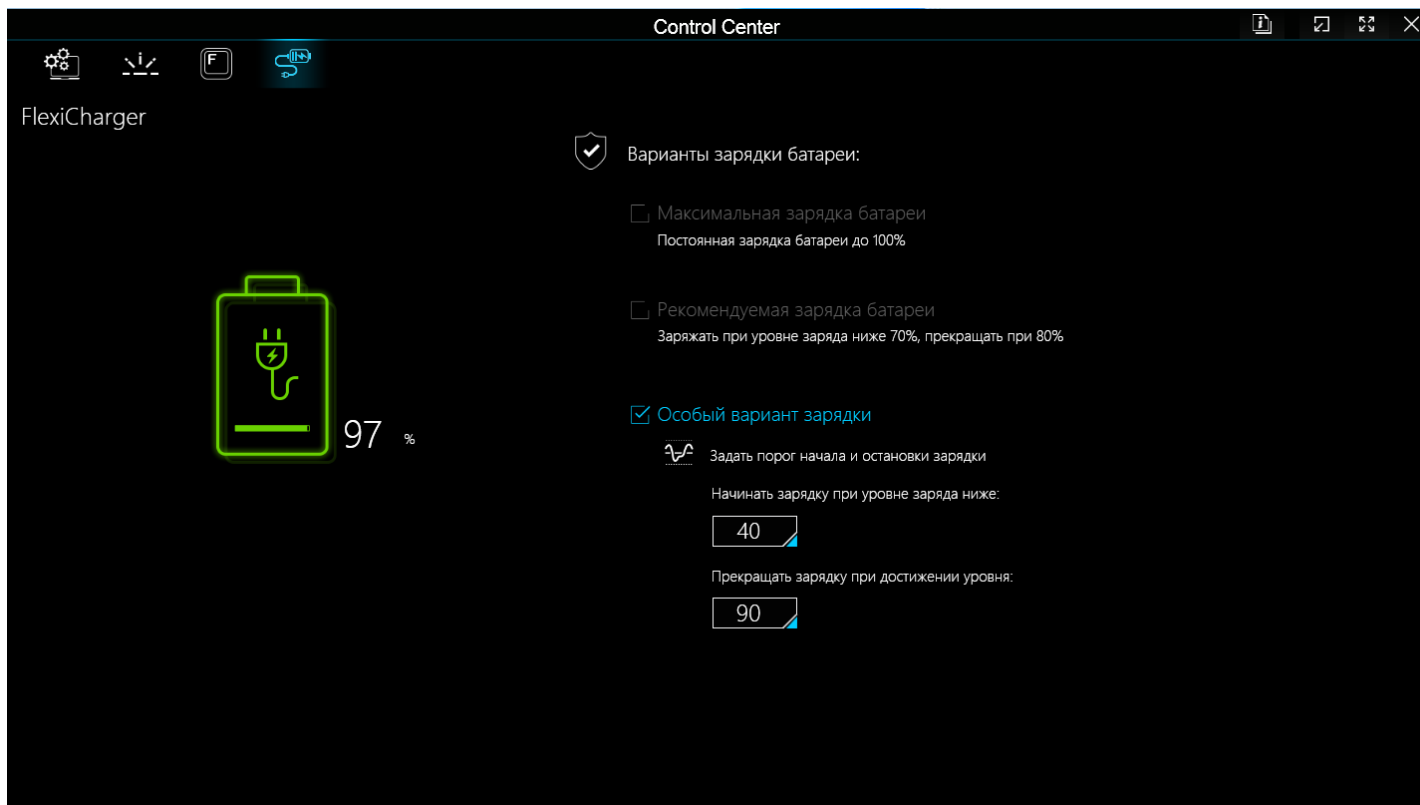 Control Center
F
FlexiCharger
Варианты зарядки батареи:
Максимальная зарядка батареи
Постоянная зарядка батареи до 100%
Рекомендуемая зарядка батареи
Заряжать при уровне заряда ниже 70%, прекращать при 80%
97 %
Особый вариант зарядки
Задать порог начала и остановки зарядки
Начинать зарядку при уровне заряда ниже:
40
Прекращать зарядку при достижении уровня:
90